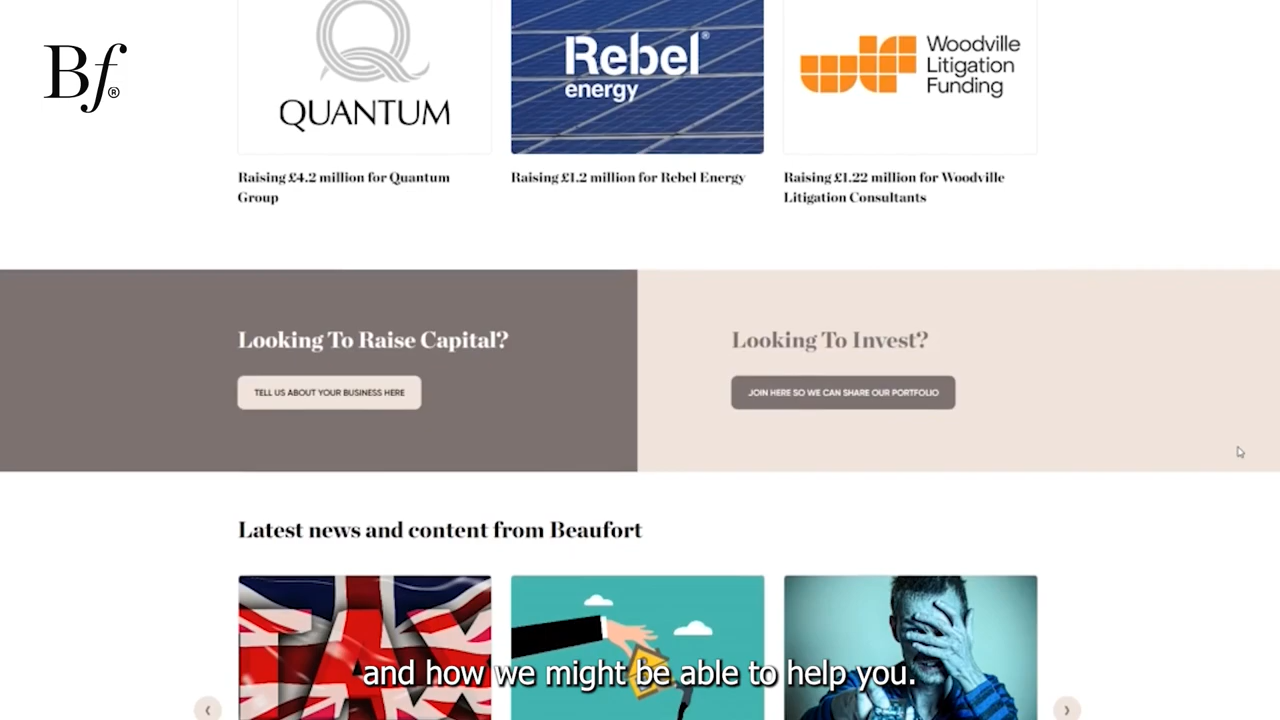 Bf®
QUANTUM
Rebel®
energy
Woodville
Litigation
Funding
Raising £4.2 million for Quantum
Group
Raising £1.2 million for Rebel Energy
Raising £1.22 million for Woodville
Litigation Consultants
Looking To Raise Capital?
TELL US ABOUT YOUR BUSINESS HERE
Looking To Invest?
JOIN HERE SO WE CAN SHARE OUR PORTFOLIO
Latest news and content from Beaufort
TAX
and how we might be able to help you.